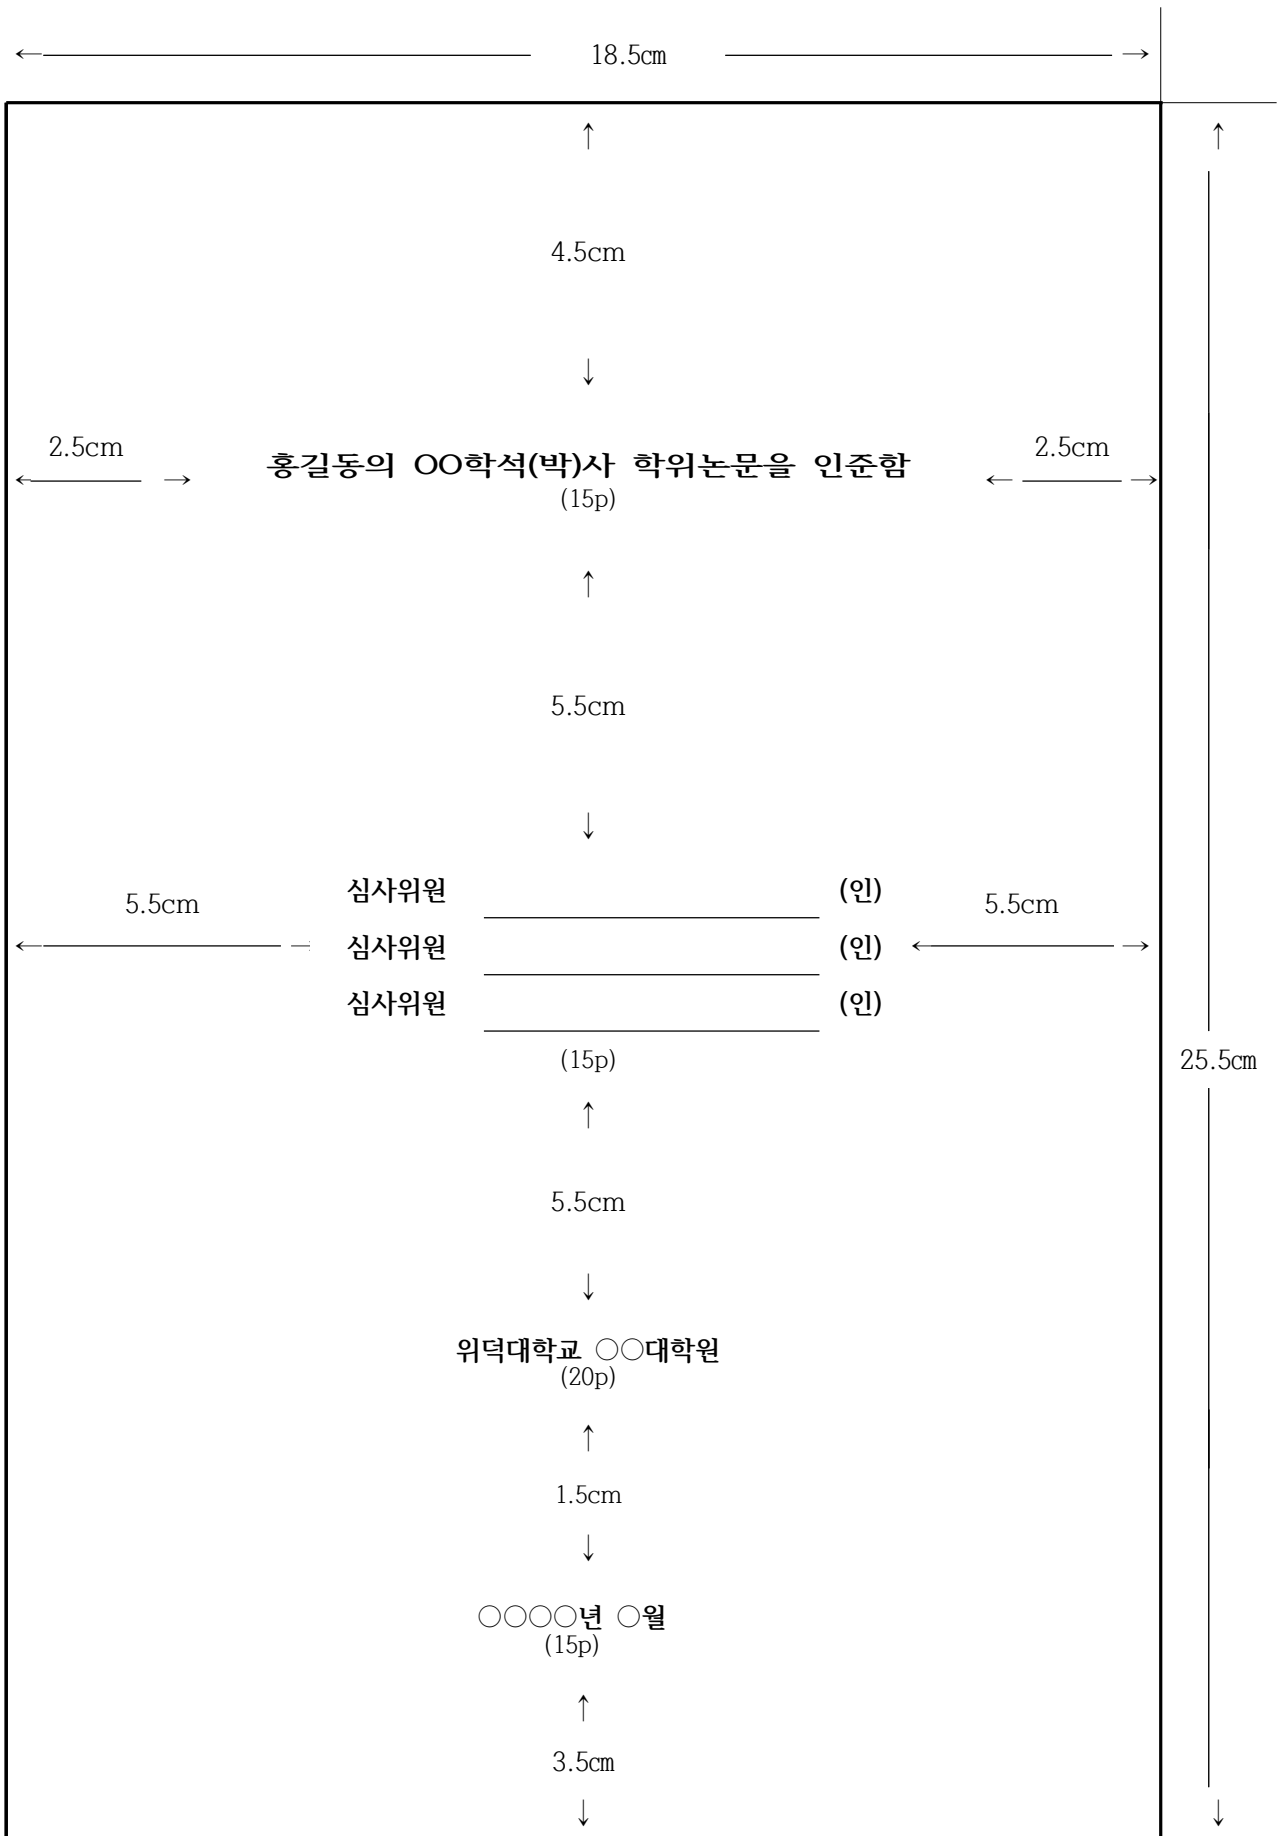 18.5㎝
4.5cm
2.5cm
2.5cm
홍길동의 OO학석(박)사 학위논문을 인준함
(15p)
5.5cm
심사위원 (인)
5.5cm
5.5cm
심사위원 (인)
심사위원 (인)
(15p)
25.5㎝
5.5cm
위덕대학교 ○○대학원
(20p)
1.5cm
○○○○년 ○월
(15p)
3.5㎝